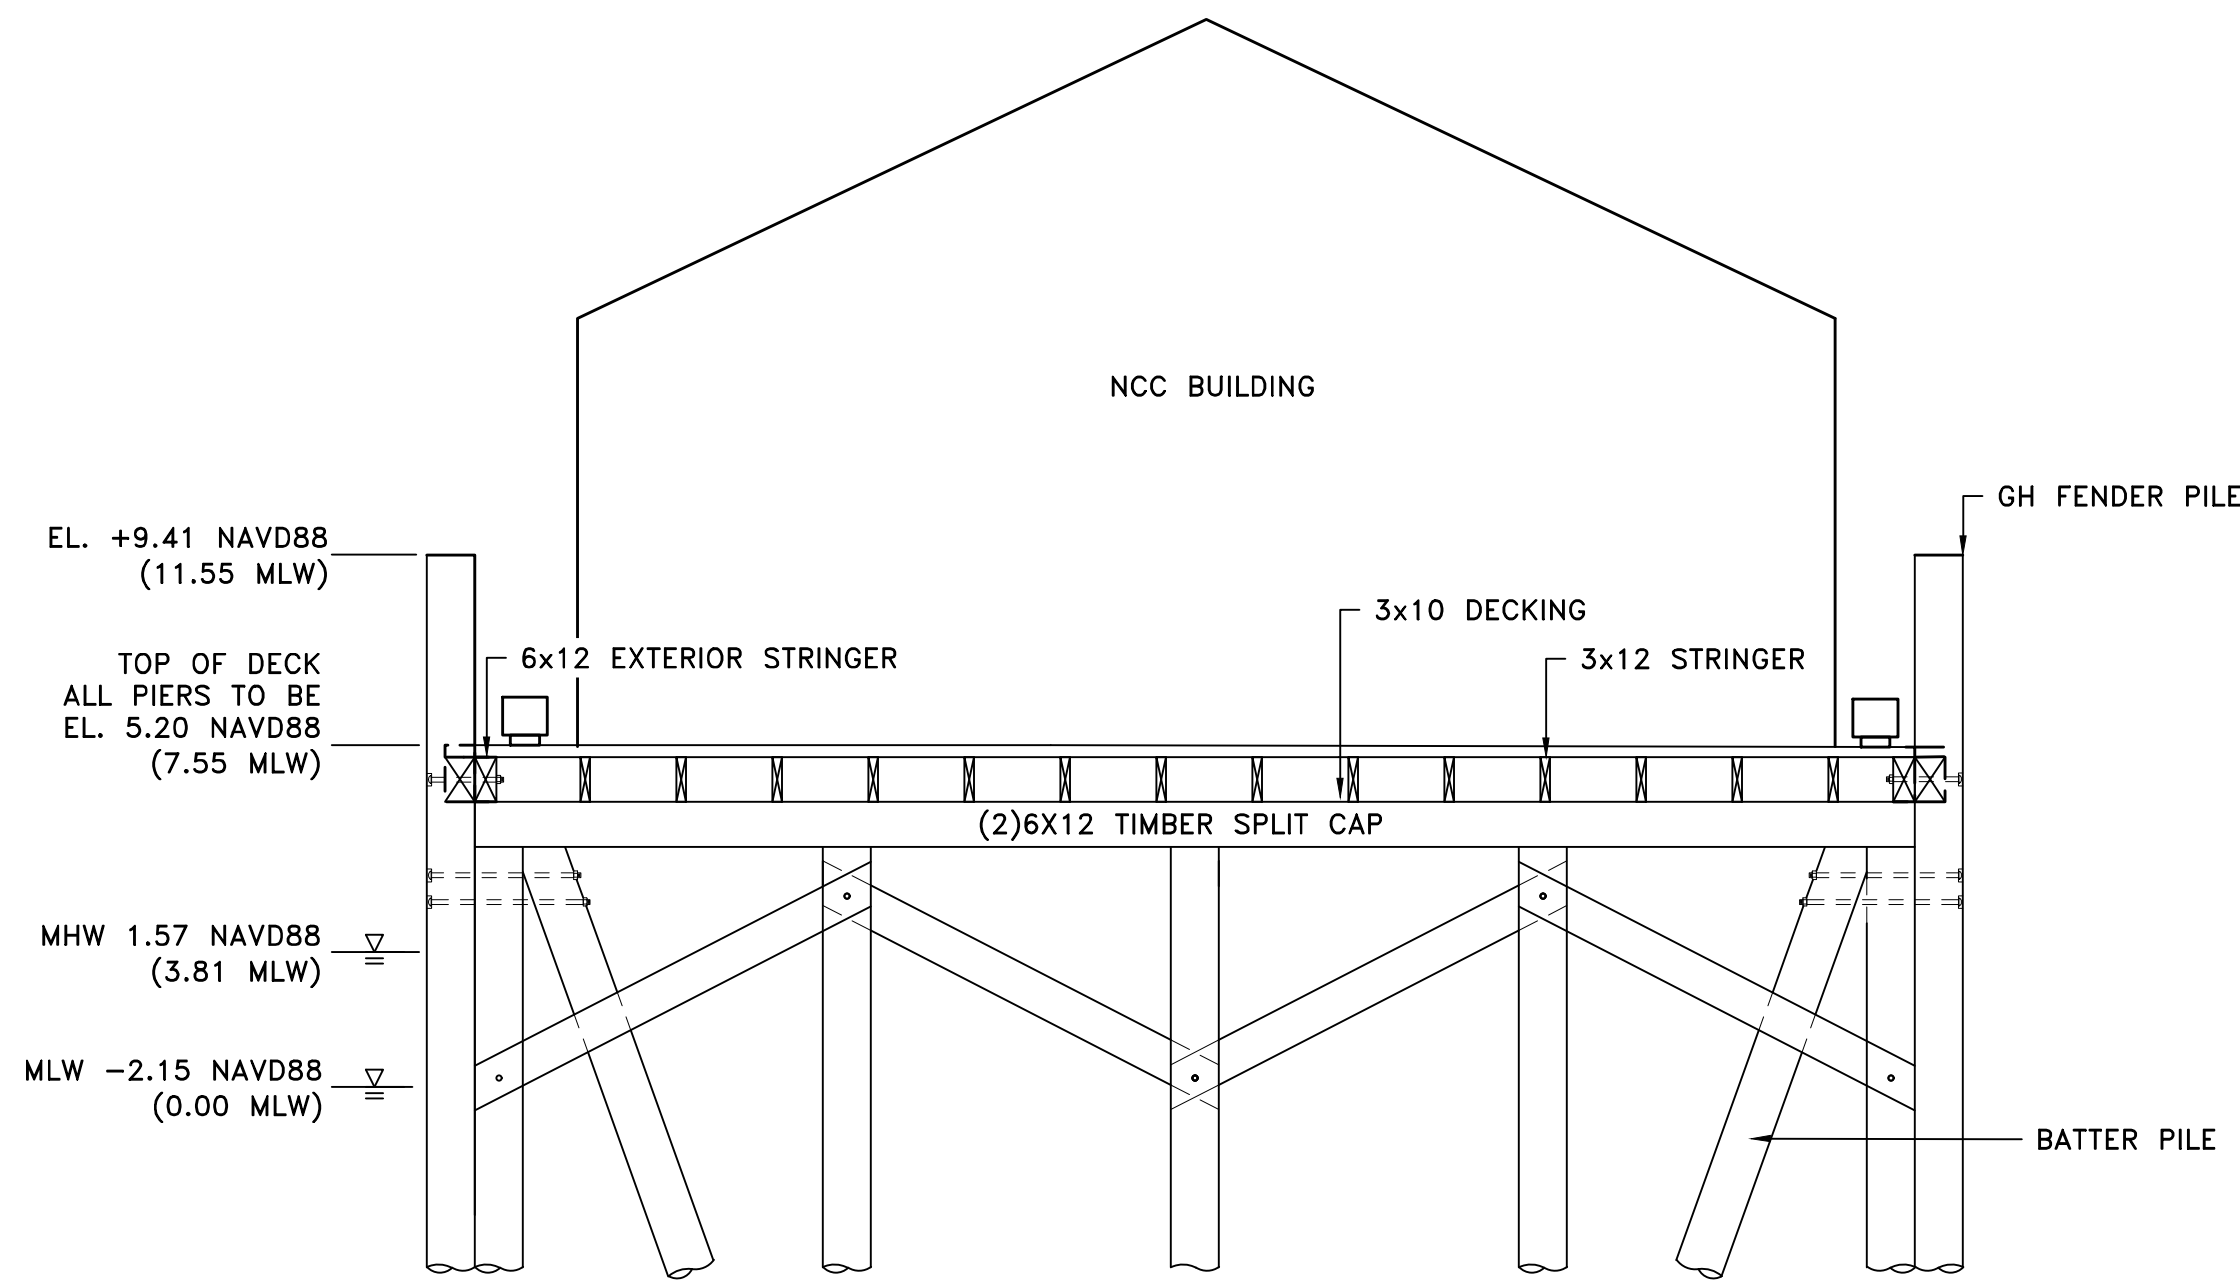 NCC BUILDING
GH FENDER PILE
EL. +9.41 NAVD88
(11.55 MLW)
3x10 DECKING
6x12 EXTERIOR STRINGER
3x12 STRINGER
TOP OF DECK
ALL PIERS TO BE
EL. 5.20 NAVD88
(7.55 MLW)
(2)6X12 TIMBER SPLIT CAP
MHW 1.57 NAVD88
(3.81 MLW)
MLW -2.15 NAVD88
(0.00 MLW)
BATTER PILE